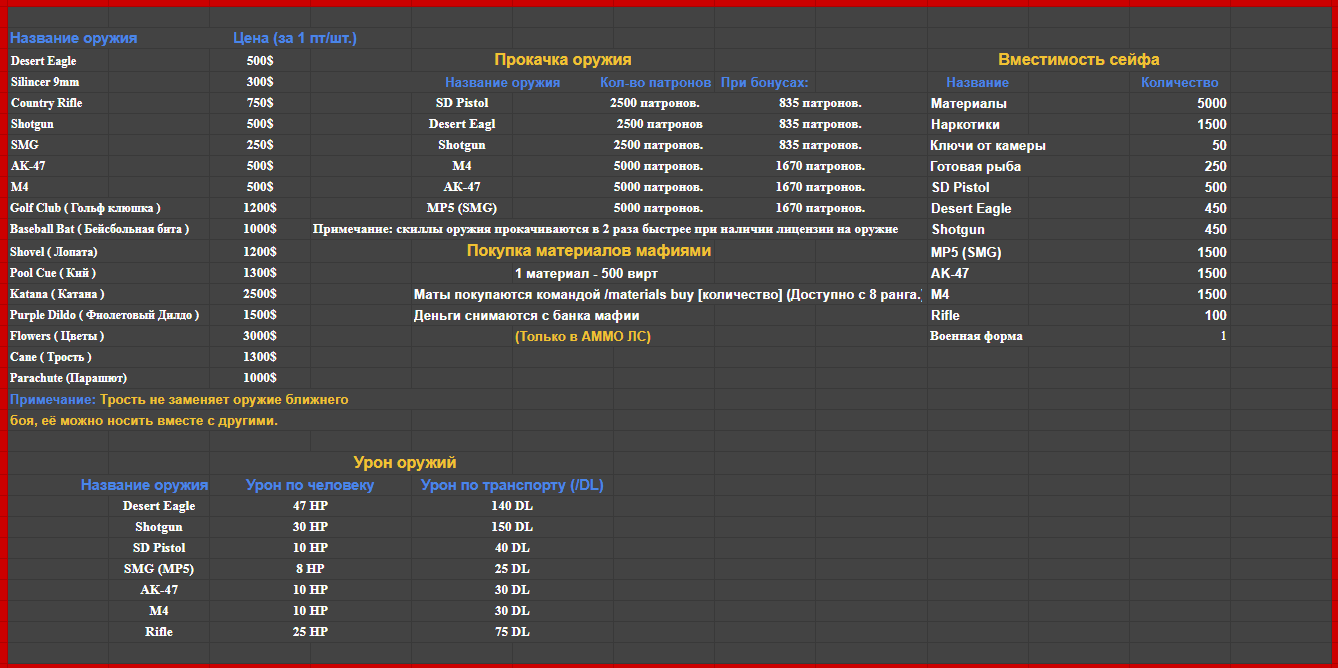 Название оружия Цена (за 1 пт/шт.)
Desert Eagle 500$
Silincer 9mm 300$
Country Rifle 750$
Shotgun 500$
SMG 250$
AK-47 500$
M4 500$
Golf Club ( Гольф клюшка ) 1200$
Baseball Bat ( Бейсбольная бита ) 1000$
Shovel ( Лопата) 1200$
Pool Cue ( Кий ) 1300$
Katana ( Катана ) 2500$
Purple Dildo ( Фиолетовый Дилдо ) 1500$
Flowers ( Цветы ) 3000$
Cane ( Трость ) 1300$
Parachute (Парашют) 1000$
Примечание: Трость не заменяет оружие ближнего
боя, её можно носить вместе с другими.
Прокачка оружия
Название оружия Кол-во патронов При бонусах:
SD Pistol 2500 патронов. 835 патронов.
Desert Eagl 2500 патронов 835 патронов.
Shotgun 2500 патронов. 835 патронов.
M4 5000 патронов. 1670 патронов.
АК-47 5000 патронов. 1670 патронов.
MP5 (SMG) 5000 патронов. 1670 патронов.
Примечание: скиллы оружия прокачиваются в 2 раза быстрее при наличии лицензии на оружие
Покупка материалов мафиями
1 материал - 500 вирт
Маты покупаются командой /materials buy [количество] (Доступно с 8 ранга.)
Деньги снимаются с банка мафии
(Только в АММО ЛС)
Вместимость сейфа
Название Количество
Материалы 5000
Наркотики 1500
Ключи от камеры 50
Готовая рыба 250
SD Pistol 500
Desert Eagle 450
Shotgun 450
MP5 (SMG) 1500
AK-47 1500
M4 1500
Rifle 100
Военная форма 1
Урон оружий
Название оружия Урон по человеку Урон по транспорту (/DL)
Desert Eagle 47 HP 140 DL
Shotgun 30 HP 150 DL
SD Pistol 10 HP 40 DL
SMG (MP5) 8 HP 25 DL
AK-47 10 HP 30 DL
M4 10 HP 30 DL
Rifle 25 HP 75 DL